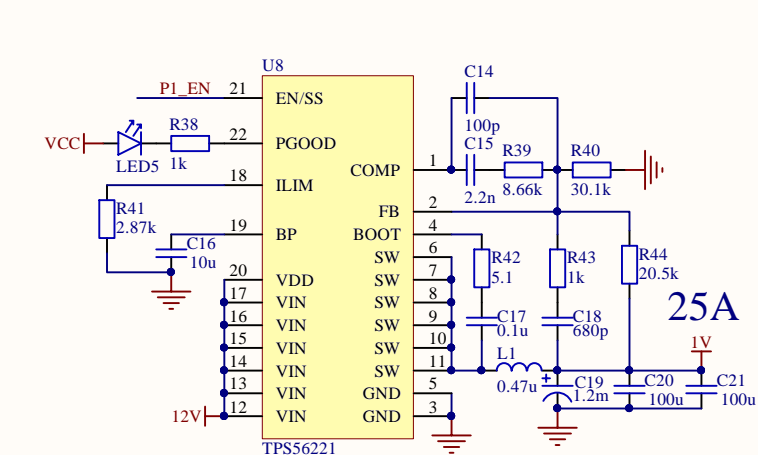 U8
P1_EN 21 EN/SS
VCC LED5 R38 1k 22 PGOOD
18 ILIM
R41 2.87k
19 BP
C16 10u
20 VDD
17 VIN
16 VIN
15 VIN
14 VIN
13 VIN
12V 12 VIN
COMP 1
FB 2
BOOT 4
SW 6
SW 7
SW 8
SW 9
SW 10
SW 11
GND 5
GND 3
TPS56221
C14
100p
C15
2.2n
R39
8.66k
R40
30.1k
R42
5.1
R43
1k
R44
20.5k
C17
0.1u
C18
680p
25A
1V
L1
0.47u
+
C19
1.2m
C20
100u
C21
100u